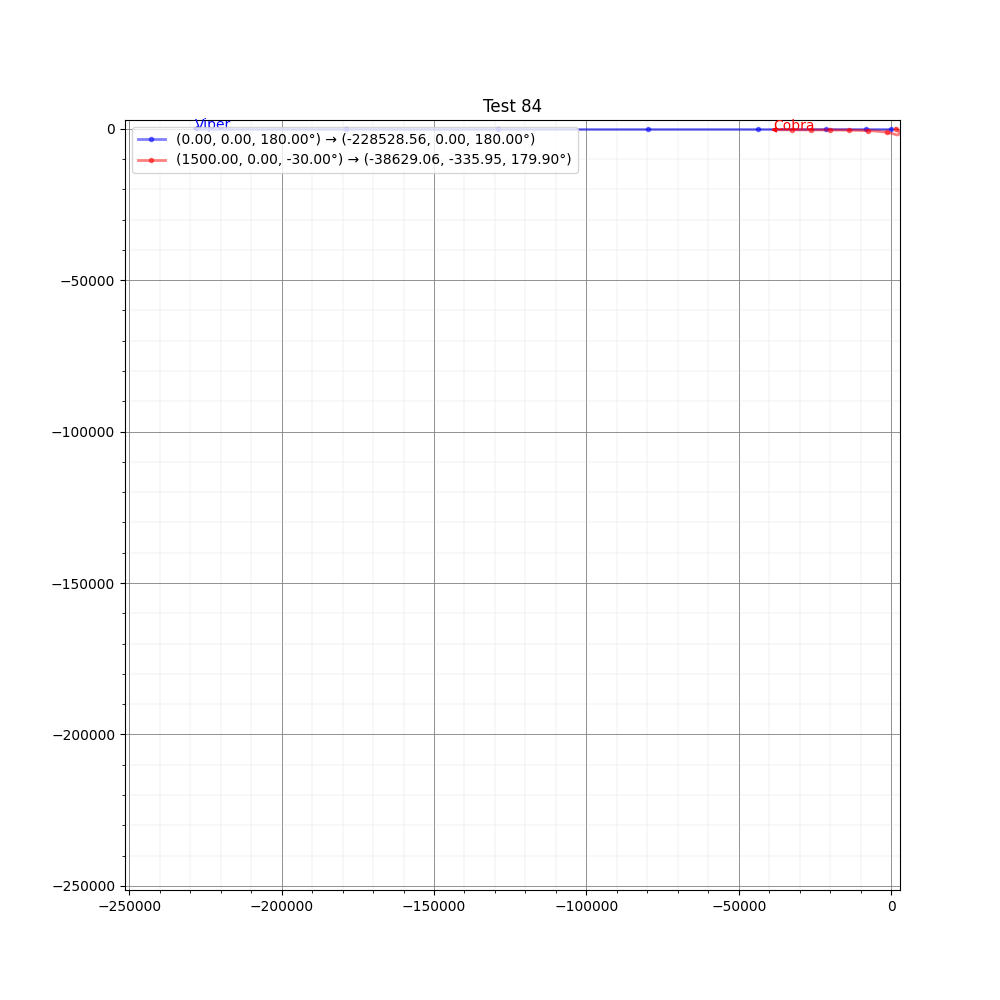 Test 84
Viper
Cobra
(0.00, 0.00, 180.00°) → (-228528.56, 0.00, 180.00°)
(1500.00, 0.00, -30.00°) → (-38629.06, -335.95, 179.90°)
0
−50000
−100000
−150000
−200000
−250000
−250000 −200000 −150000 −100000 −50000 0